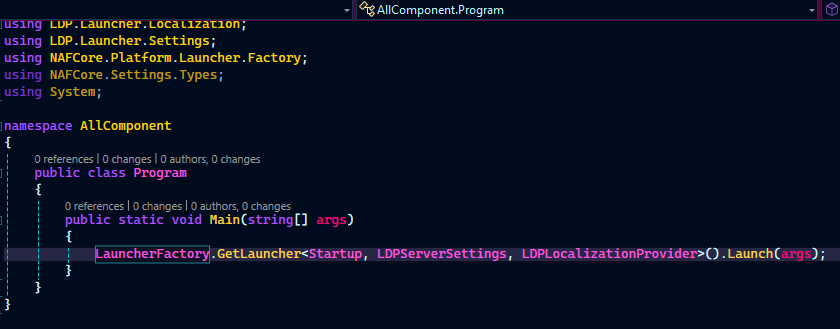 AllComponent.Program
using LDP.Launcher.Localization;
using LDP.Launcher.Settings;
using NAFCore.Platform.Launcher.Factory;
using NAFCore.Settings.Types;
using System;
namespace AllComponent
{
0 references | 0 changes | 0 authors, 0 changes
public class Program
{
0 references | 0 changes | 0 authors, 0 changes
public static void Main(string[] args)
{
LauncherFactory.GetLauncher<Startup, LDPServerSettings, LDPLocalizationProvider>().Launch(args);
}
}
}